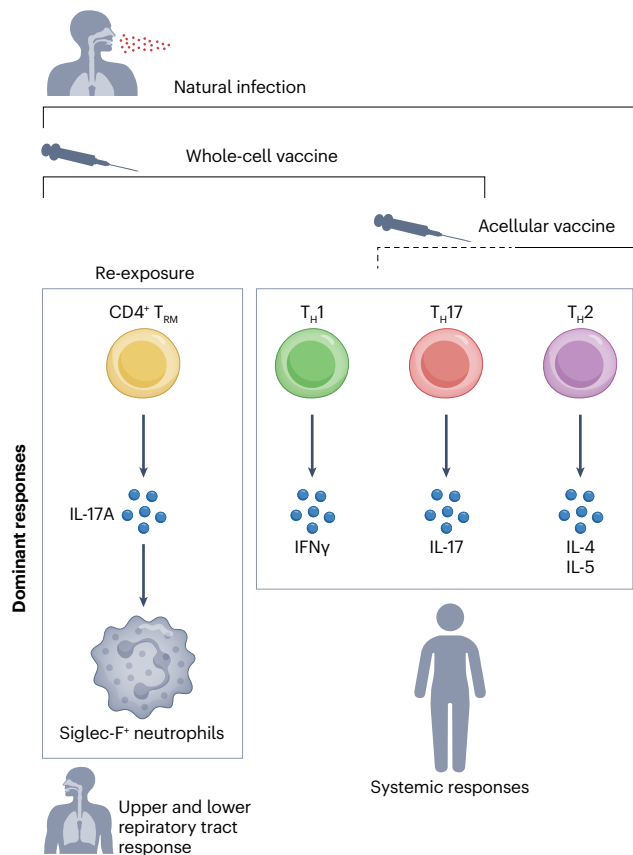 Natural infection
Whole-cell vaccine
Acellular vaccine
Re-exposure
CD4⁺ T_RM
T_H1
T_H17
T_H2
Dominant responses
IL-17A
IFNγ
IL-17
IL-4
IL-5
Siglec-F⁺ neutrophils
Systemic responses
Upper and lower
repiratory tract
response